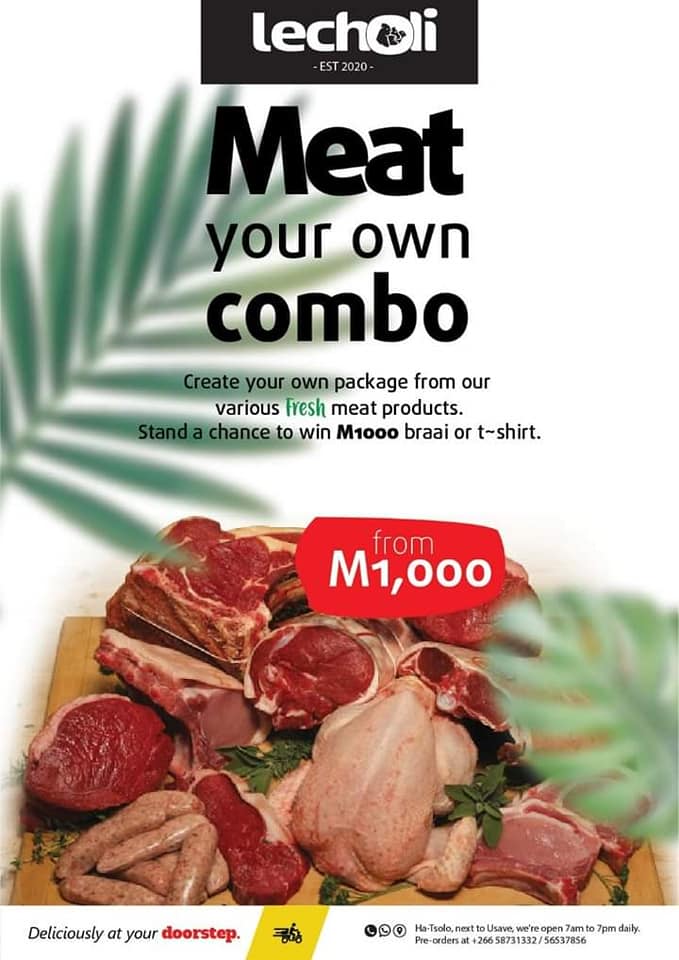 lecholi
- EST 2020 -
Meat
your own
combo
Create your own package from our
various fresh meat products.
Stand a chance to win M1000 braai or t-shirt.
from
M1,000
Deliciously at your doorstep.
Ha-Tsolo, next to Usave, we're open 7am to 7pm daily.
Pre-orders at +266 58731332 / 56537856